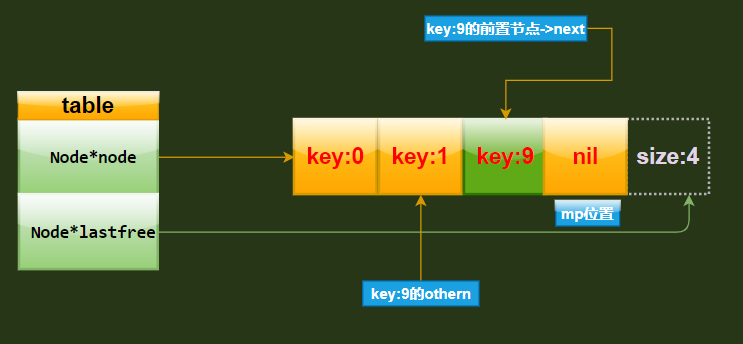 key:9的前置节点->next
table
Node*node
key:0
key:1
key:9
nil
size:4
Node*lastfree
mp位置
key:9的othern